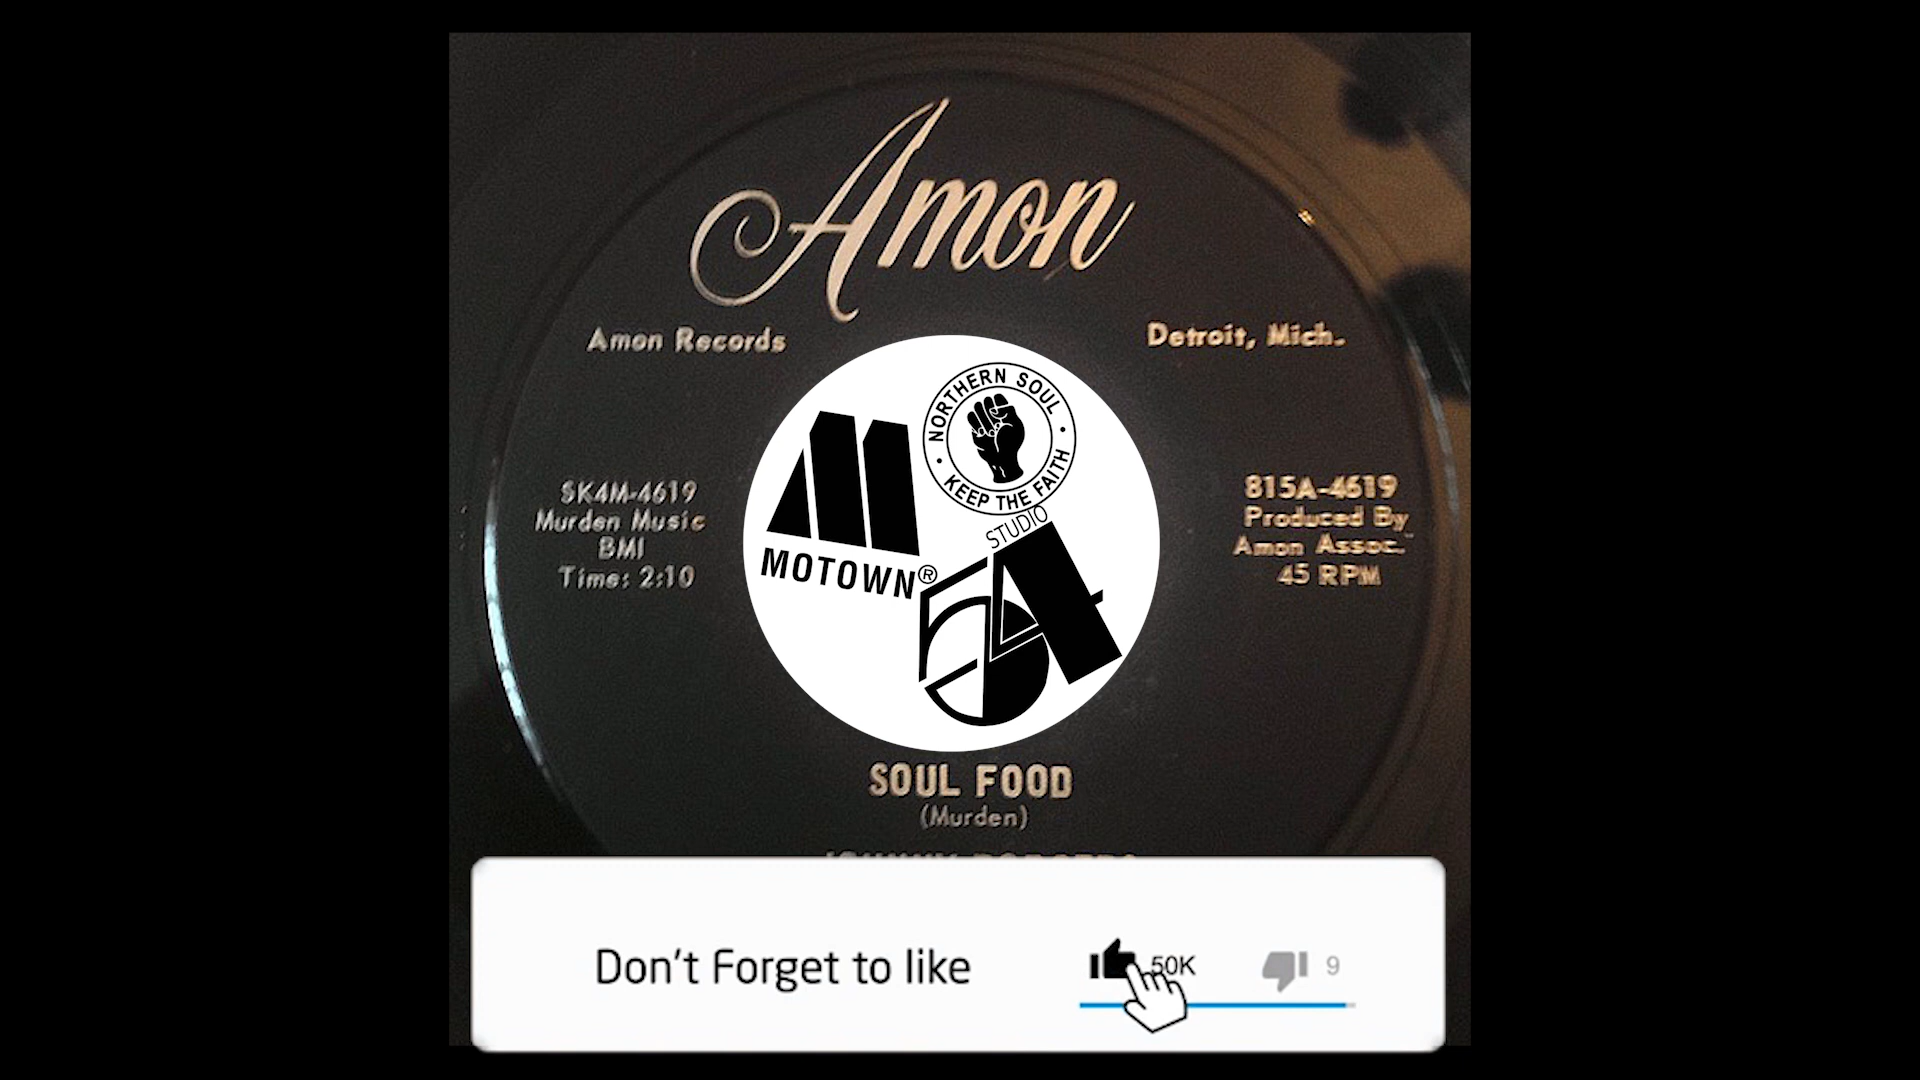 Amon
Amon Records
Detroit, Mich.
NORTHERN SOUL
KEEP THE FAITH
MOTOWN®
STUDIO
54
SK4M-4619
Murden Music
BMI
Time: 2:10
815A-4619
Produced By
Amon Assoc.
45 RPM
SOUL FOOD
(Murden)
Don't Forget to like
50K
9